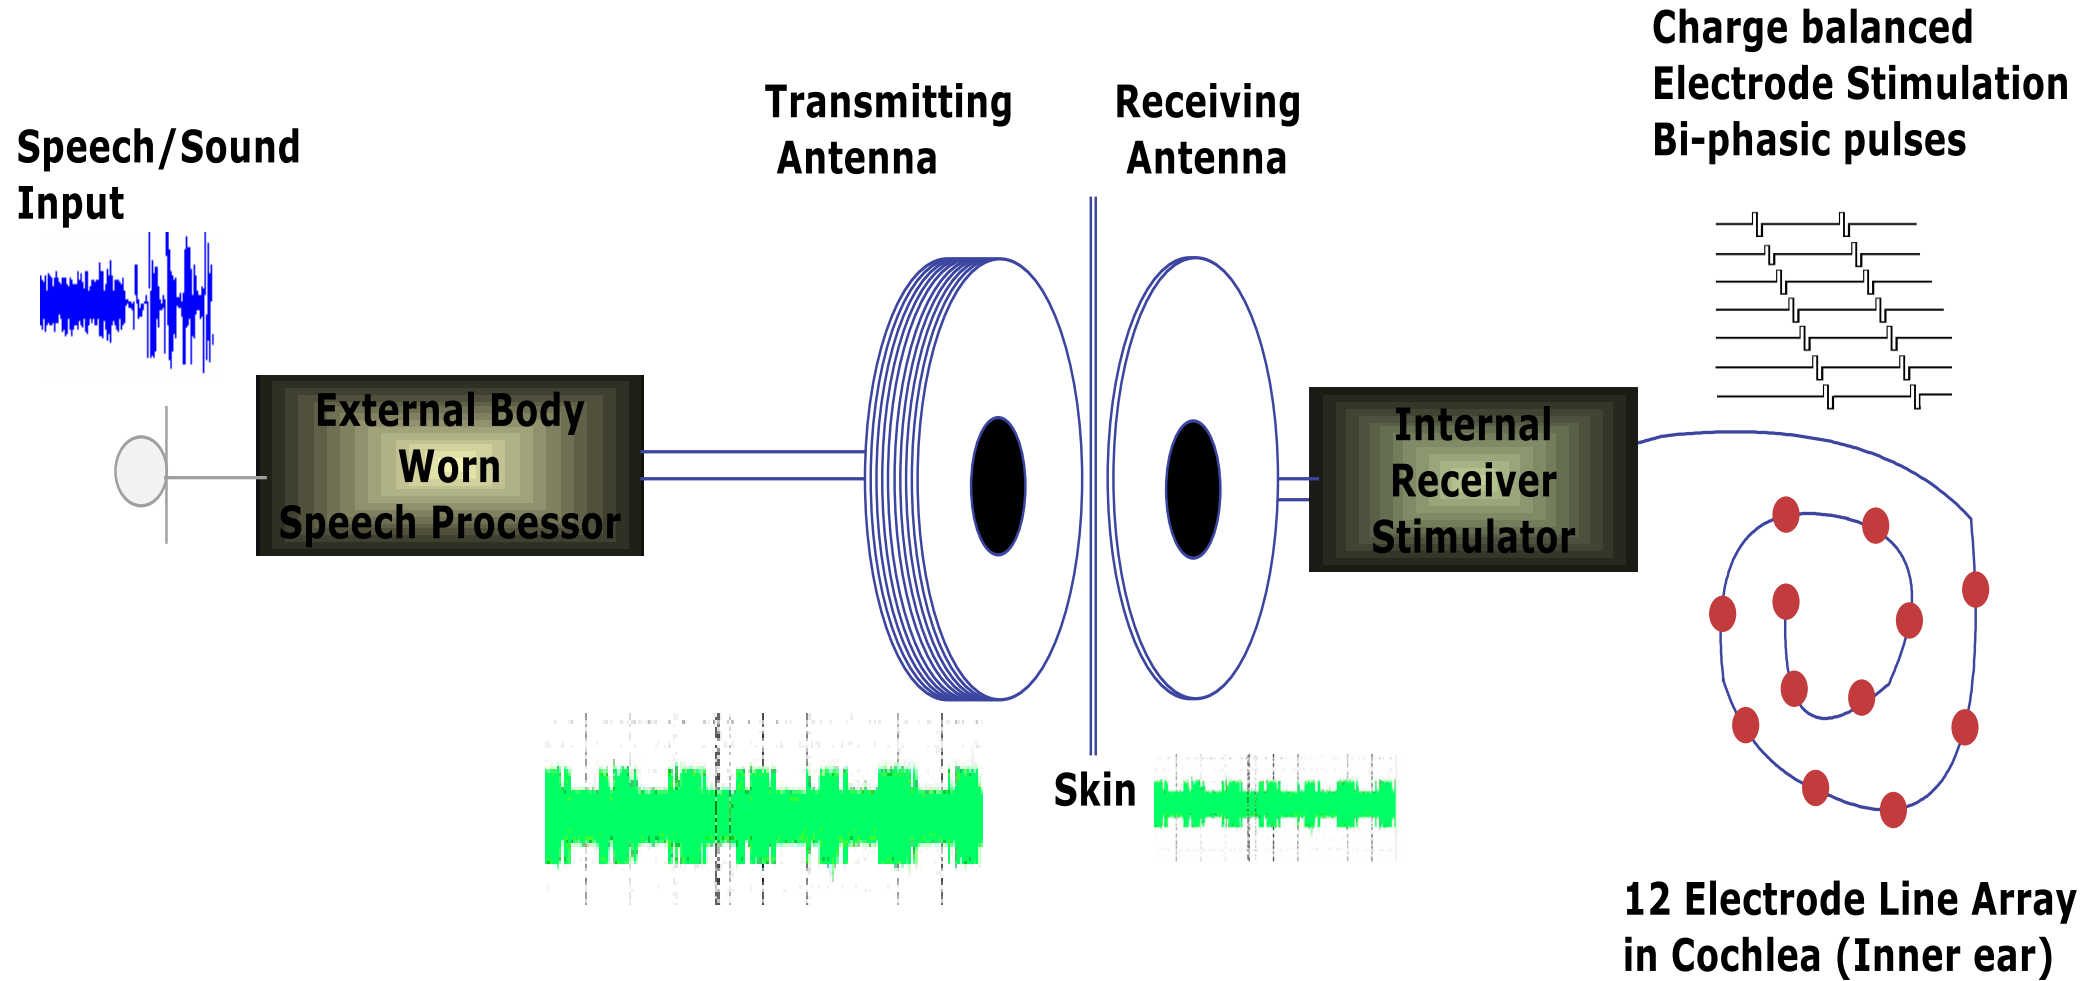 Speech/Sound
Input
External Body
Worn
Speech Processor
Transmitting
Antenna
Receiving
Antenna
Skin
Internal
Receiver
Stimulator
Charge balanced
Electrode Stimulation
Bi-phasic pulses
12 Electrode Line Array
in Cochlea (Inner ear)